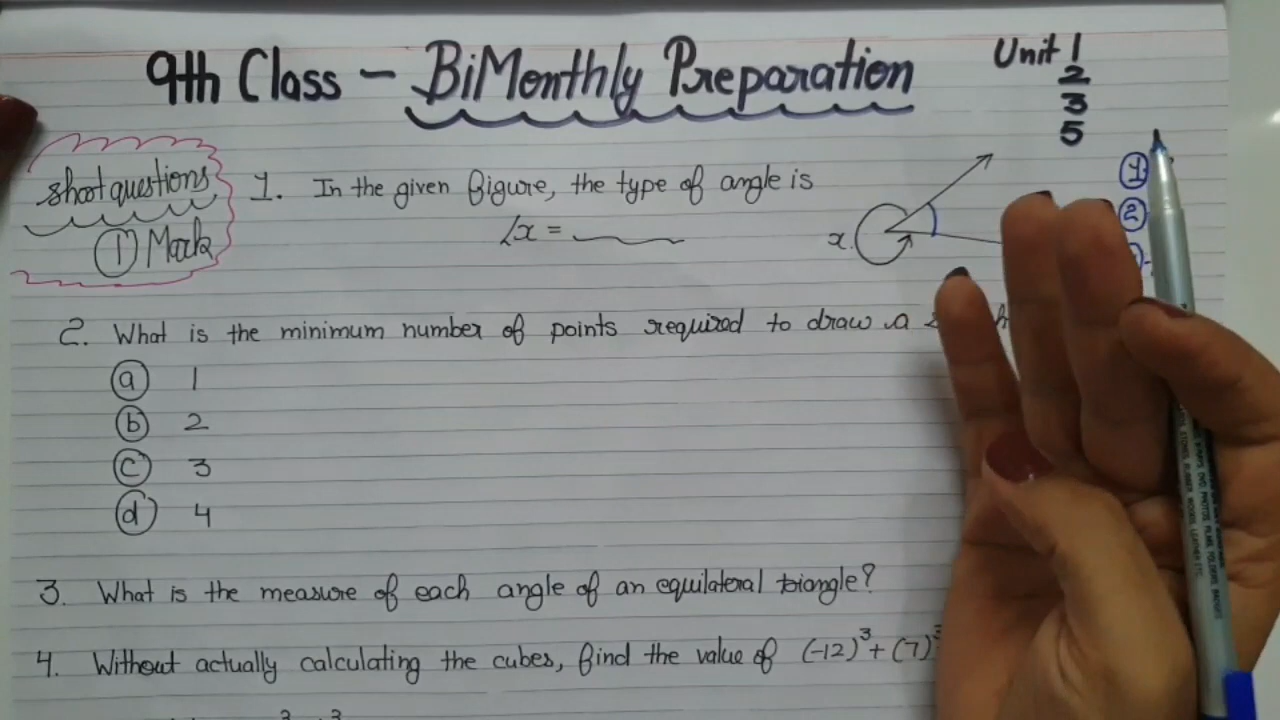 9th Class - BiMonthly Preparation
Unit 1
2
3
5
short questions
1 Mark
1. In the given figure, the type of angle is
∠x = ___
x
1
2
2. What is the minimum number of points required to draw a
a 1
b 2
c 3
d 4
3. What is the measure of each angle of an equilateral triangle?
4. Without actually calculating the cubes, find the value of (-12)³ + (7)³